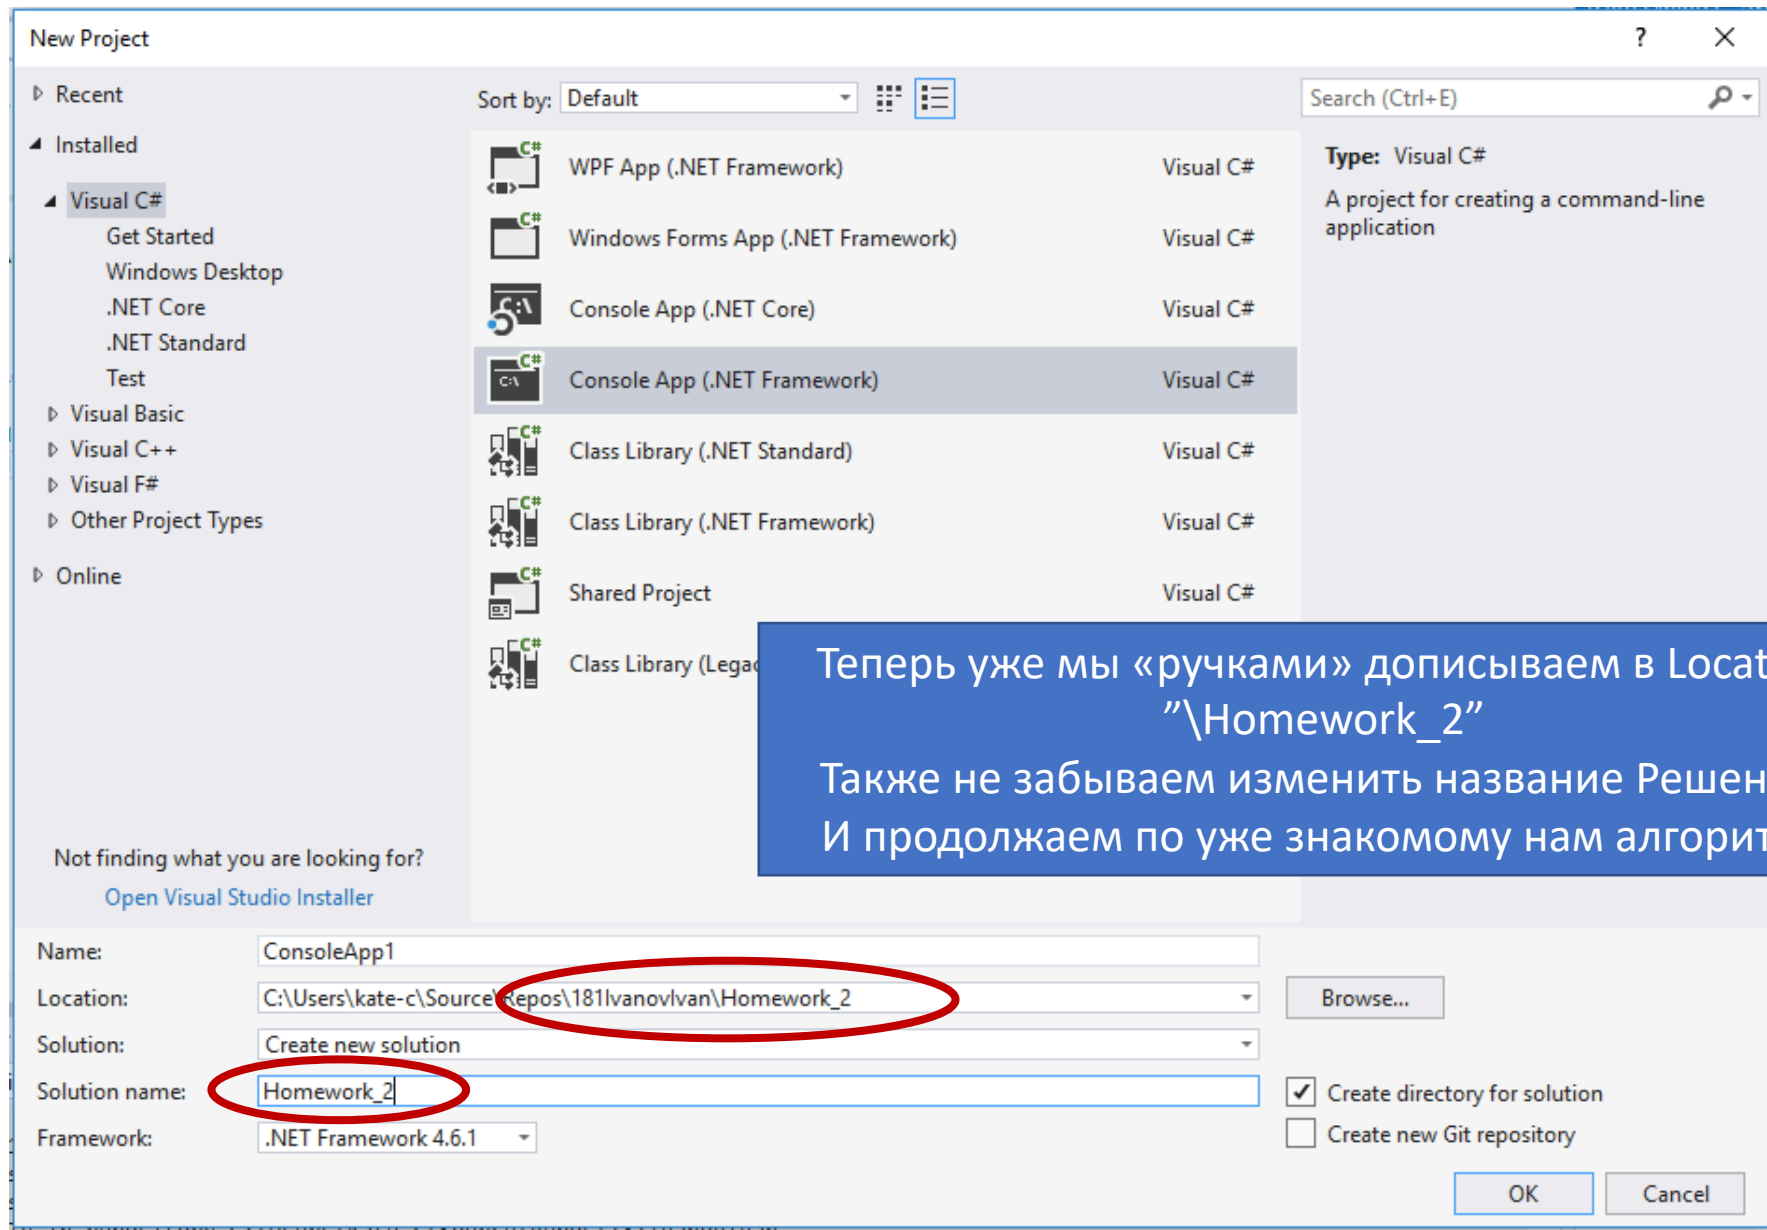 New Project
?
Recent
Sort by: Default
Search (Ctrl+E)
Installed
Visual C#
Get Started
Windows Desktop
.NET Core
.NET Standard
Test
Visual Basic
Visual C++
Visual F#
Other Project Types
Online
WPF App (.NET Framework) Visual C#
Windows Forms App (.NET Framework) Visual C#
Console App (.NET Core) Visual C#
Console App (.NET Framework) Visual C#
Class Library (.NET Standard) Visual C#
Class Library (.NET Framework) Visual C#
Shared Project Visual C#
Class Library (Legac
Type: Visual C#
A project for creating a command-line
application
Теперь уже мы «ручками» дописываем в Locat
”\Homework_2”
Также не забываем изменить название Решен
И продолжаем по уже знакомому нам алгорит
Not finding what you are looking for?
Open Visual Studio Installer
Name: ConsoleApp1
Location: C:\Users\kate-c\Source\Repos\181IvanovIvan\Homework_2 Browse...
Solution: Create new solution
Solution name: Homework_2
Create directory for solution
Framework: .NET Framework 4.6.1
Create new Git repository
OK Cancel